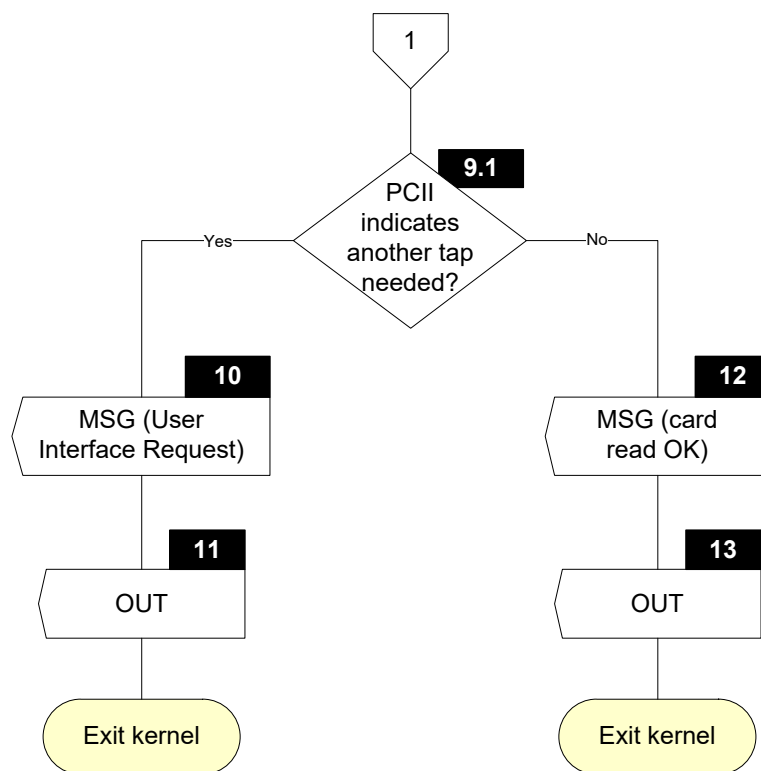 1
9.1
PCII
indicates
another tap
needed?
Yes
No
10
MSG (User
Interface Request)
12
MSG (card
read OK)
11
OUT
13
OUT
Exit kernel
Exit kernel